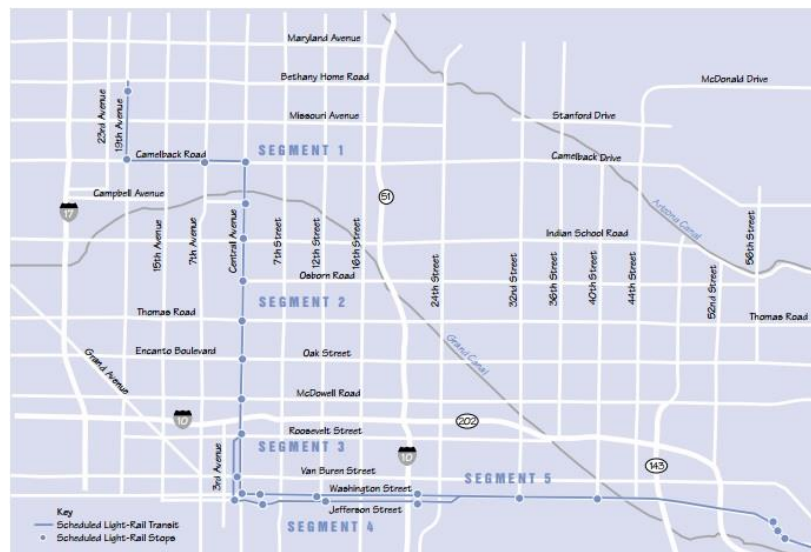 Maryland Avenue
Bethany Home Road
McDonald Drive
23rd Avenue
19th Avenue
Missouri Avenue
Stanford Drive
Camelback Road
SEGMENT 1
Camelback Drive
Campbell Avenue
51
17
Arizona Canal
15th Avenue
7th Avenue
Central Avenue
7th Street
12th Street
16th Street
Indian School Road
56th Street
Osborn Road
24th Street
32nd Street
36th Street
40th Street
44th Street
52nd Street
SEGMENT 2
Thomas Road
Thomas Road
Grand Avenue
Encanto Boulevard
Oak Street
Grand Canal
McDowell Road
10
202
Roosevelt Street
3rd Avenue
SEGMENT 3
10
143
Van Buren Street
SEGMENT 5
Washington Street
Jefferson Street
SEGMENT 4
Key
Scheduled Light-Rail Transit
Scheduled Light-Rail Stops